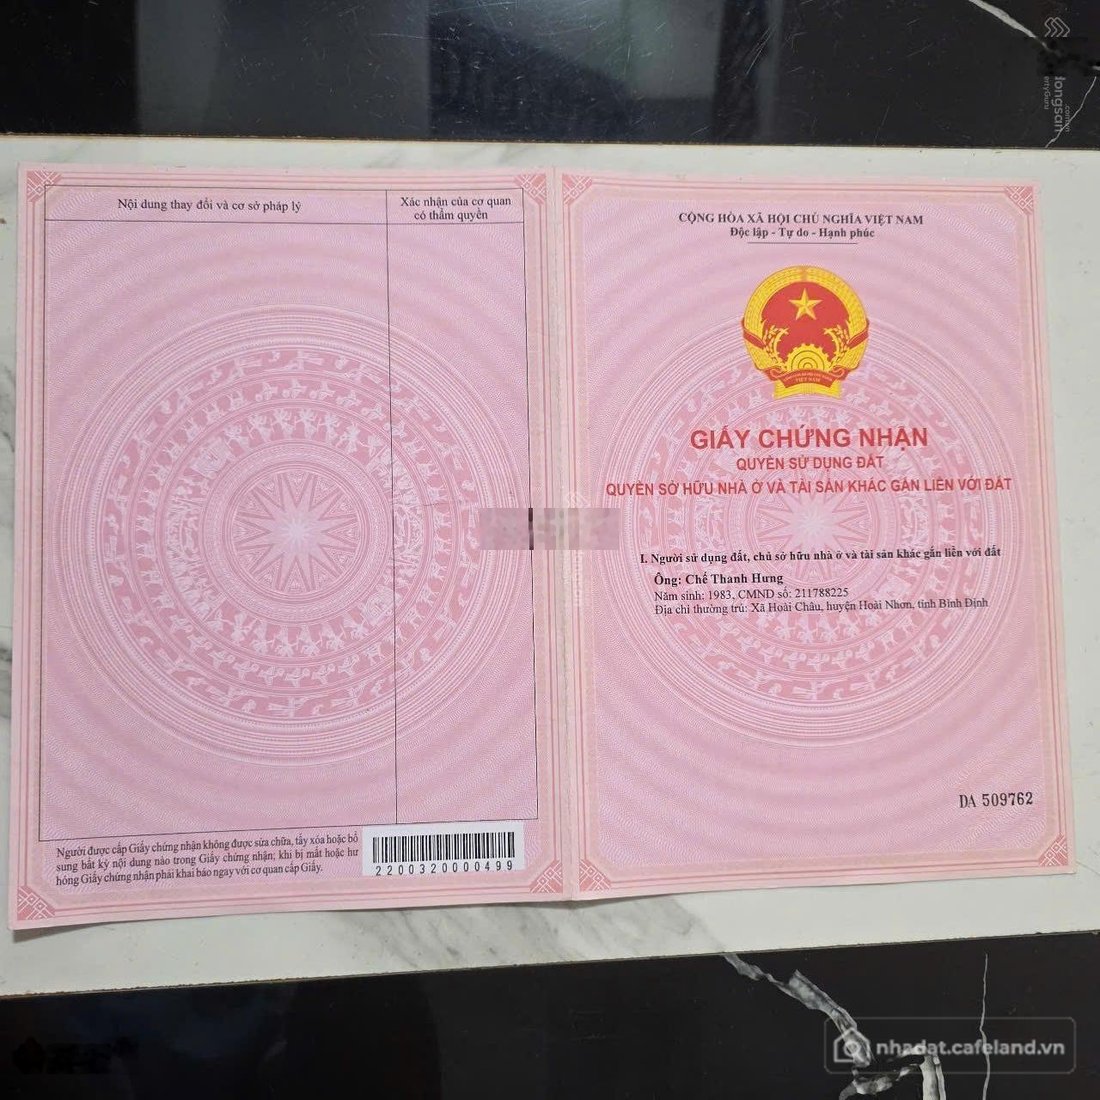 Nội dung thay đổi và cơ sở pháp lý
Xác nhận của cơ quan
có thẩm quyền
Người được cấp Giấy chứng nhận không được sửa chữa, tẩy xóa hoặc bổ
sung bất kỳ nội dung nào trong Giấy chứng nhận; khi bị mất hoặc hư
hỏng Giấy chứng nhận phải khai báo ngay với cơ quan cấp Giấy.
2200320000499
CỘNG HÒA XÃ HỘI CHỦ NGHĨA VIỆT NAM
Độc lập - Tự do - Hạnh phúc
VIỆT NAM
GIẤY CHỨNG NHẬN
QUYỀN SỬ DỤNG ĐẤT
QUYỀN SỞ HỮU NHÀ Ở VÀ TÀI SẢN KHÁC GẮN LIỀN VỚI ĐẤT
I. Người sử dụng đất, chủ sở hữu nhà ở và tài sản khác gắn liền với đất
Ông: Chế Thanh Hưng
Năm sinh: 1983, CMND số: 211788225
Địa chỉ thường trú: Xã Hoài Châu, huyện Hoài Nhơn, tỉnh Bình Định
DA 509762
nhadat.cafeland.vn